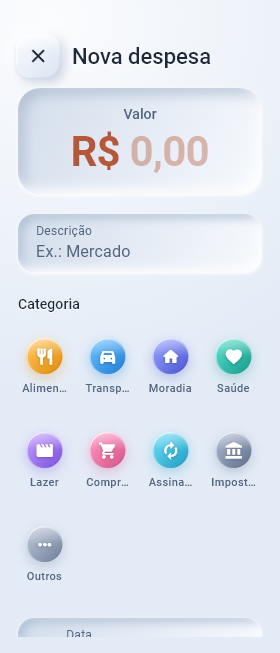 Nova despesa
Valor
R$ 0,00
Descrição
Ex.: Mercado
Categoria
Alimen… Transp… Moradia Saúde
Lazer Compr… Assina… Impost…
Outros
Data